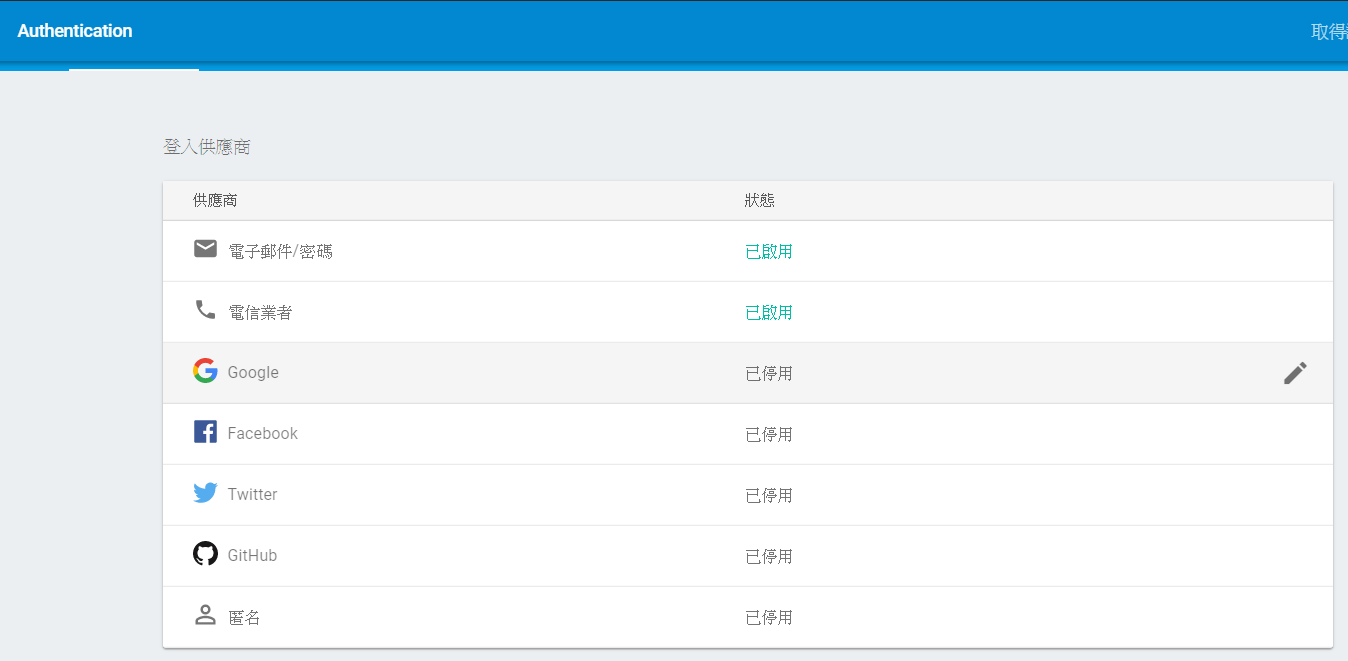 Authentication
取得
登入供應商
供應商 狀態
電子郵件/密碼 已啟用
電信業者 已啟用
Google 已停用
Facebook 已停用
Twitter 已停用
GitHub 已停用
匿名 已停用